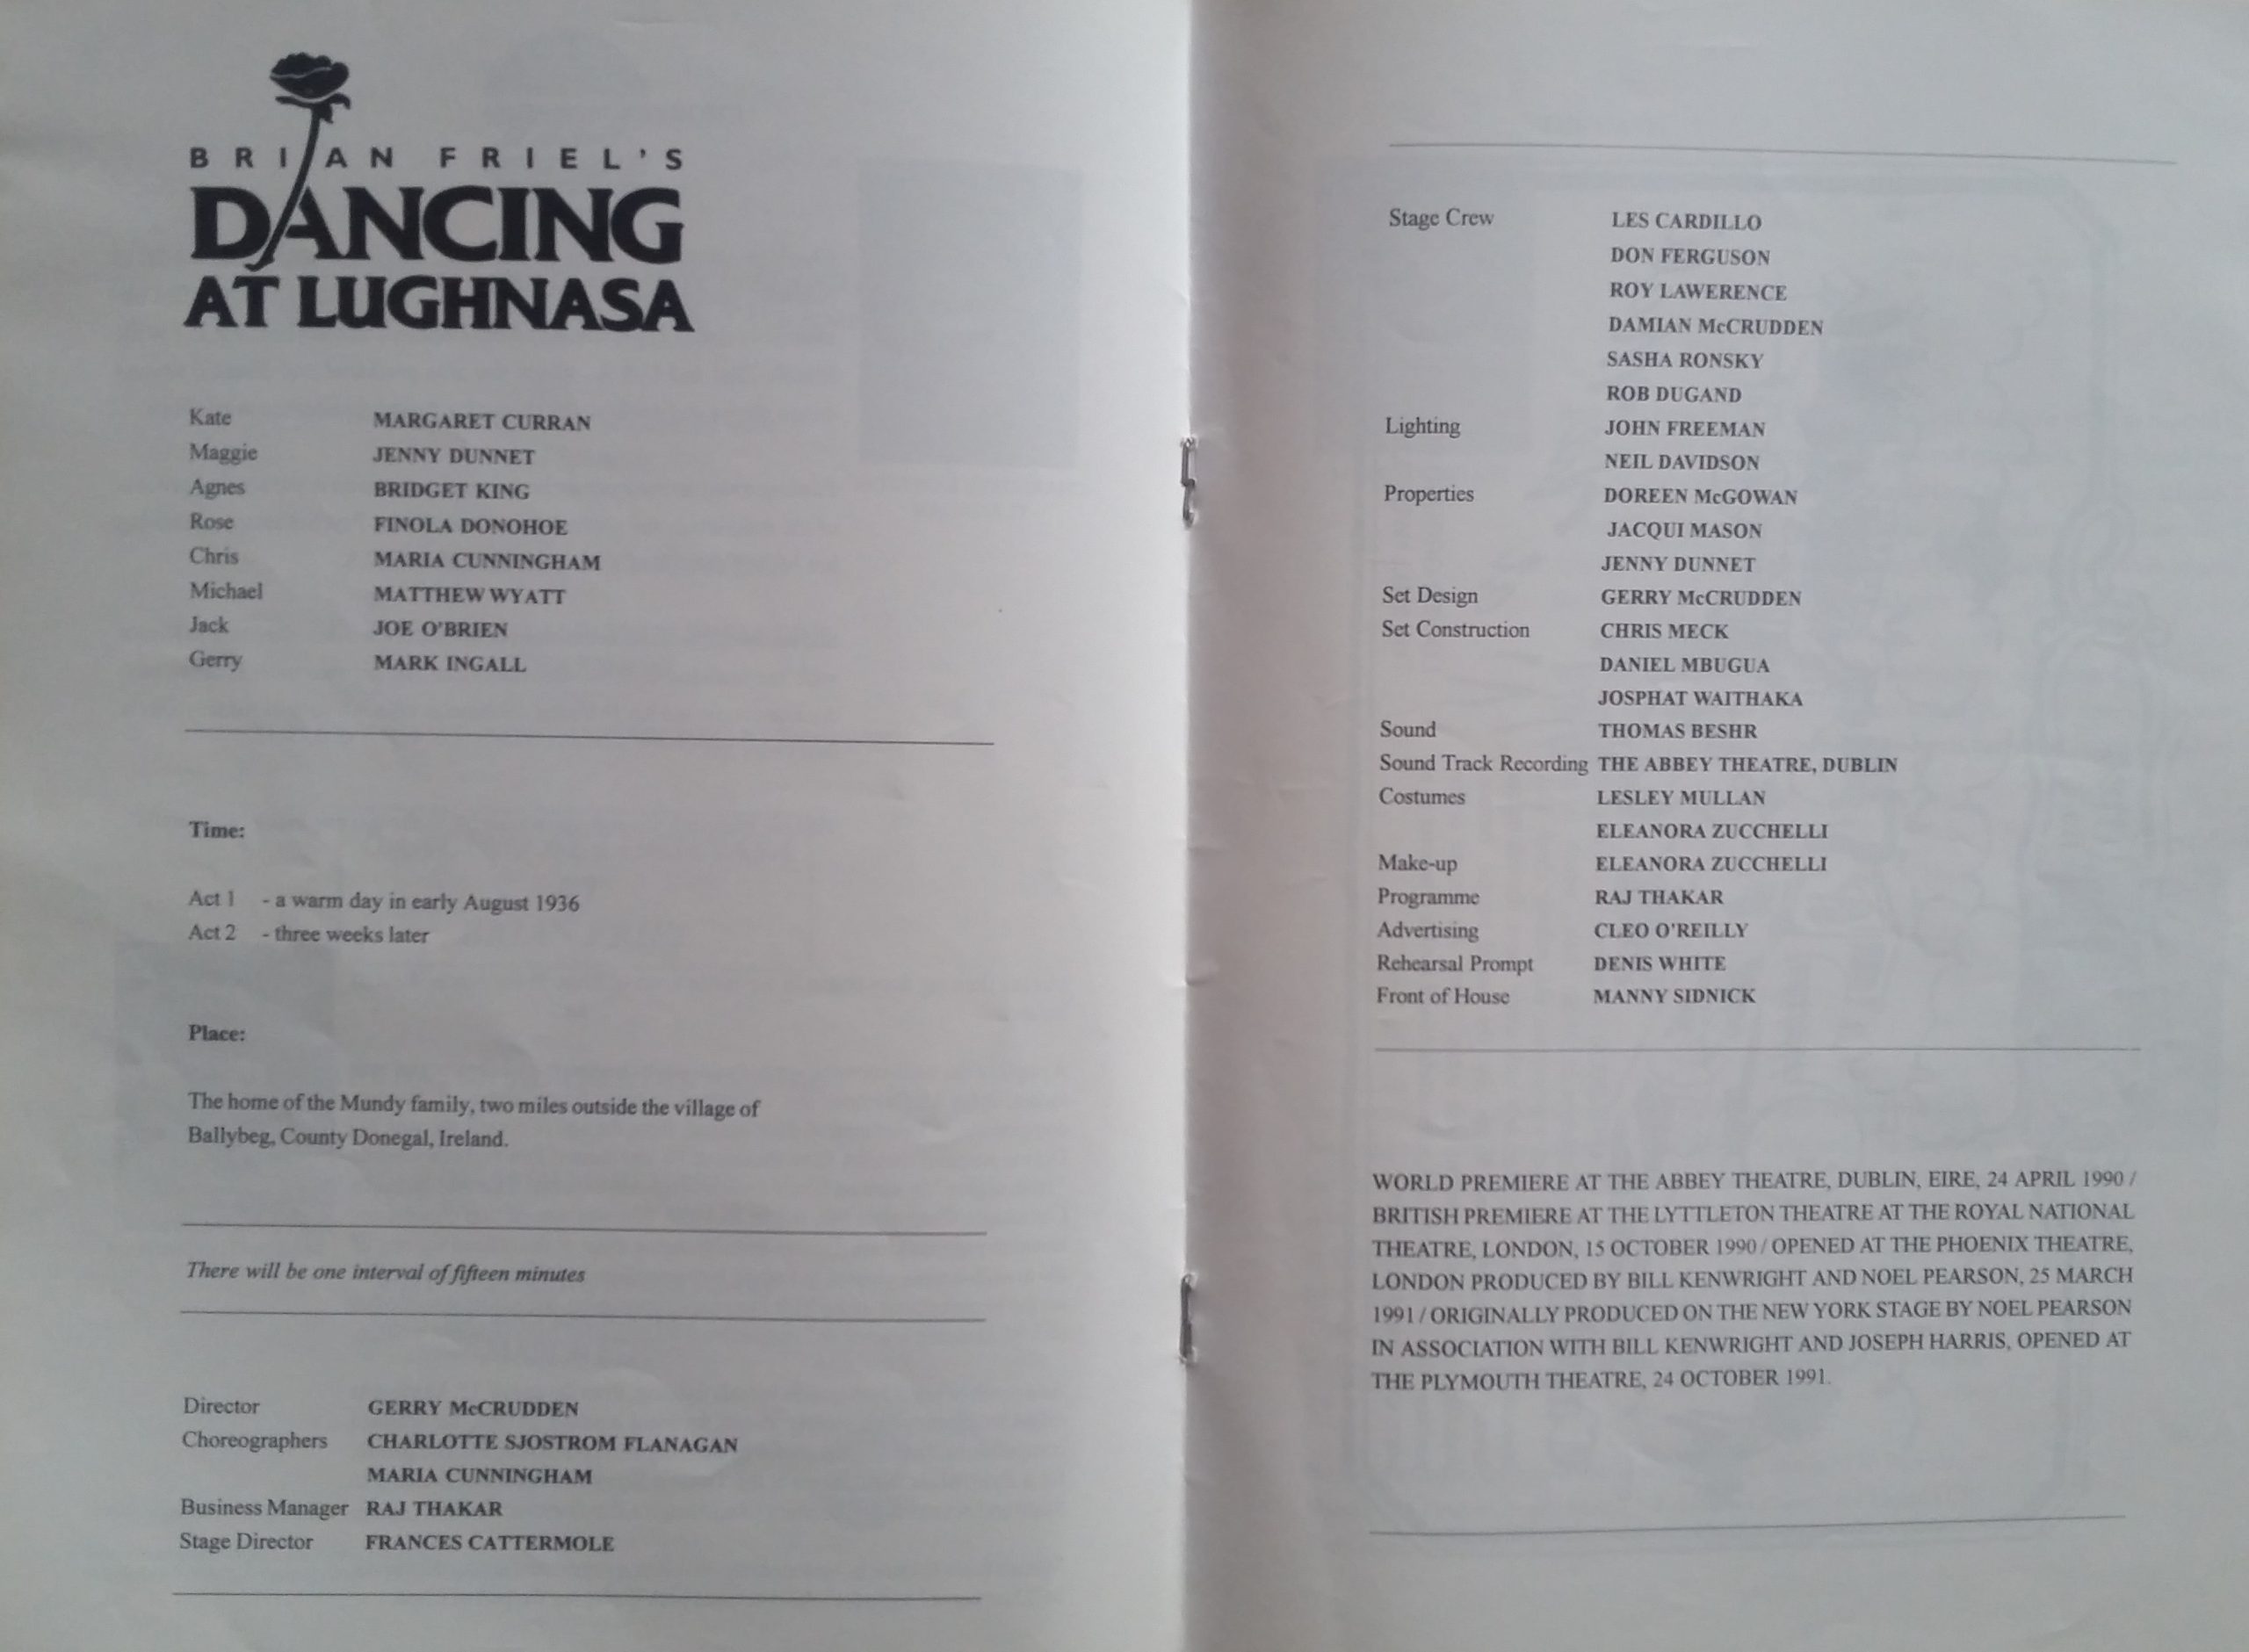 BRIAN FRIEL'S
DANCING
AT LUGHNASA
Kate MARGARET CURRAN
Maggie JENNY DUNNET
Agnes BRIDGET KING
Rose FINOLA DONOHOE
Chris MARIA CUNNINGHAM
Michael MATTHEW WYATT
Jack JOE O'BRIEN
Gerry MARK INGALL
Time:
Act 1 - a warm day in early August 1936
Act 2 - three weeks later
Place:
The home of the Mundy family, two miles outside the village of
Ballybeg, County Donegal, Ireland.
There will be one interval of fifteen minutes
Director GERRY McCRUDDEN
Choreographers CHARLOTTE SJOSTROM FLANAGAN
MARIA CUNNINGHAM
Business Manager RAJ THAKAR
Stage Director FRANCES CATTERMOLE
Stage Crew LES CARDILLO
DON FERGUSON
ROY LAWERENCE
DAMIAN McCRUDDEN
SASHA RONSKY
ROB DUGAND
Lighting JOHN FREEMAN
NEIL DAVIDSON
Properties DOREEN McGOWAN
JACQUI MASON
JENNY DUNNET
Set Design GERRY McCRUDDEN
Set Construction CHRIS MECK
DANIEL MBUGUA
JOSPHAT WAITHAKA
Sound THOMAS BESHR
Sound Track Recording THE ABBEY THEATRE, DUBLIN
Costumes LESLEY MULLAN
ELEANORA ZUCCHELLI
Make-up ELEANORA ZUCCHELLI
Programme RAJ THAKAR
Advertising CLEO O'REILLY
Rehearsal Prompt DENIS WHITE
Front of House MANNY SIDNICK
WORLD PREMIERE AT THE ABBEY THEATRE, DUBLIN, EIRE, 24 APRIL 1990 /
BRITISH PREMIERE AT THE LYTTLETON THEATRE AT THE ROYAL NATIONAL
THEATRE, LONDON, 15 OCTOBER 1990 / OPENED AT THE PHOENIX THEATRE,
LONDON PRODUCED BY BILL KENWRIGHT AND NOEL PEARSON, 25 MARCH
1991 / ORIGINALLY PRODUCED ON THE NEW YORK STAGE BY NOEL PEARSON
IN ASSOCIATION WITH BILL KENWRIGHT AND JOSEPH HARRIS, OPENED AT
THE PLYMOUTH THEATRE, 24 OCTOBER 1991.